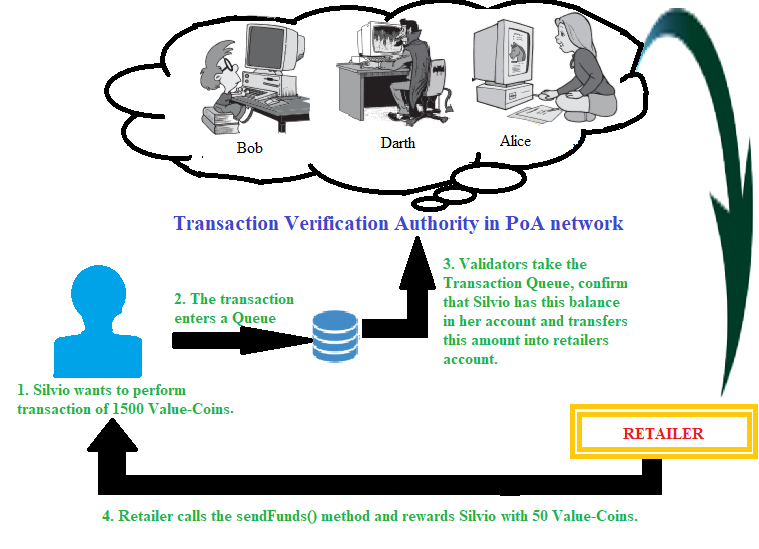 Bob
Darth
Alice
Transaction Verification Authority in PoA network
3. Validators take the
Transaction Queue, confirm
that Silvio has this balance
in her account and transfers
this amount into retailers
account.
2. The transaction
enters a Queue
1. Silvio wants to perform
transaction of 1500 Value-Coins.
RETAILER
4. Retailer calls the sendFunds() method and rewards Silvio with 50 Value-Coins.